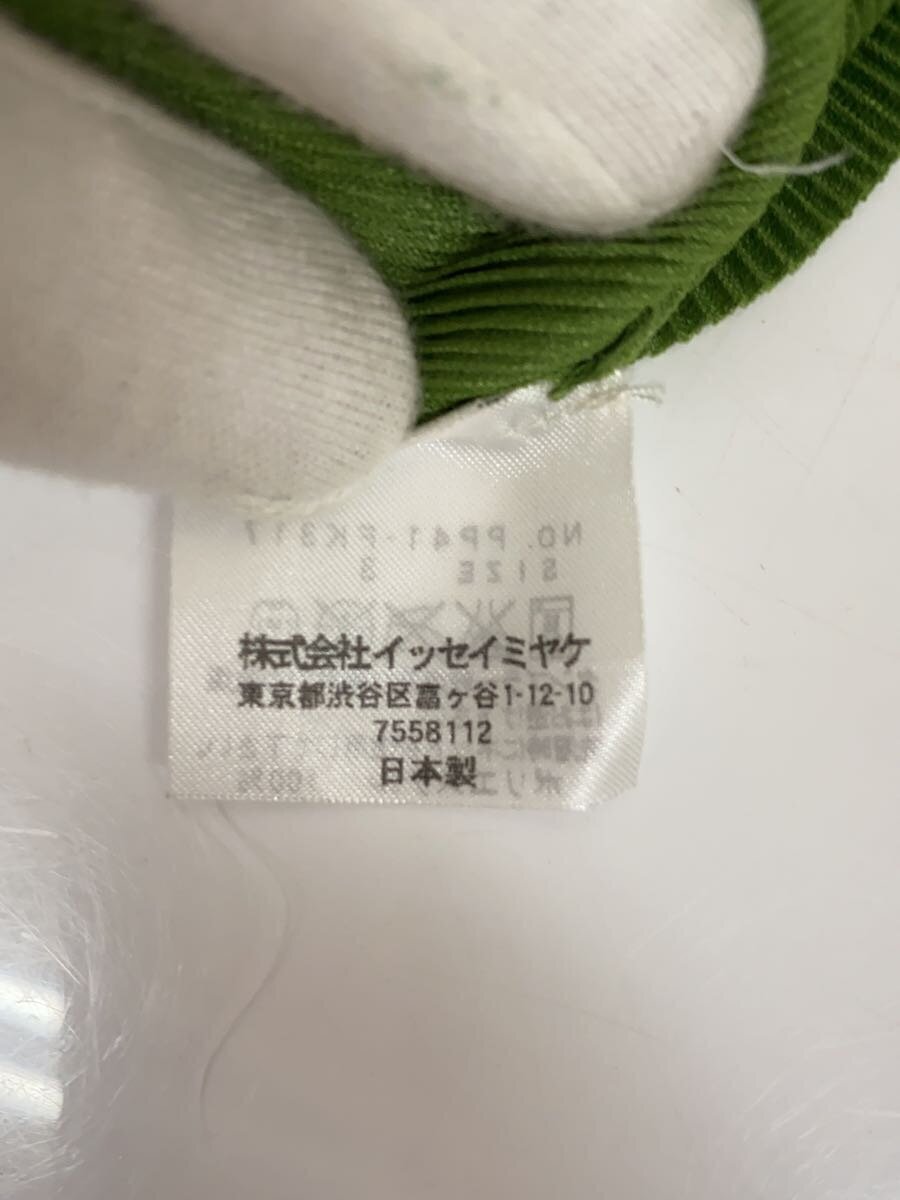 NO. PP41-FK317
SIZE 3
株式会社イッセイミヤケ
東京都渋谷区富ヶ谷1-12-10
7558112
日本製